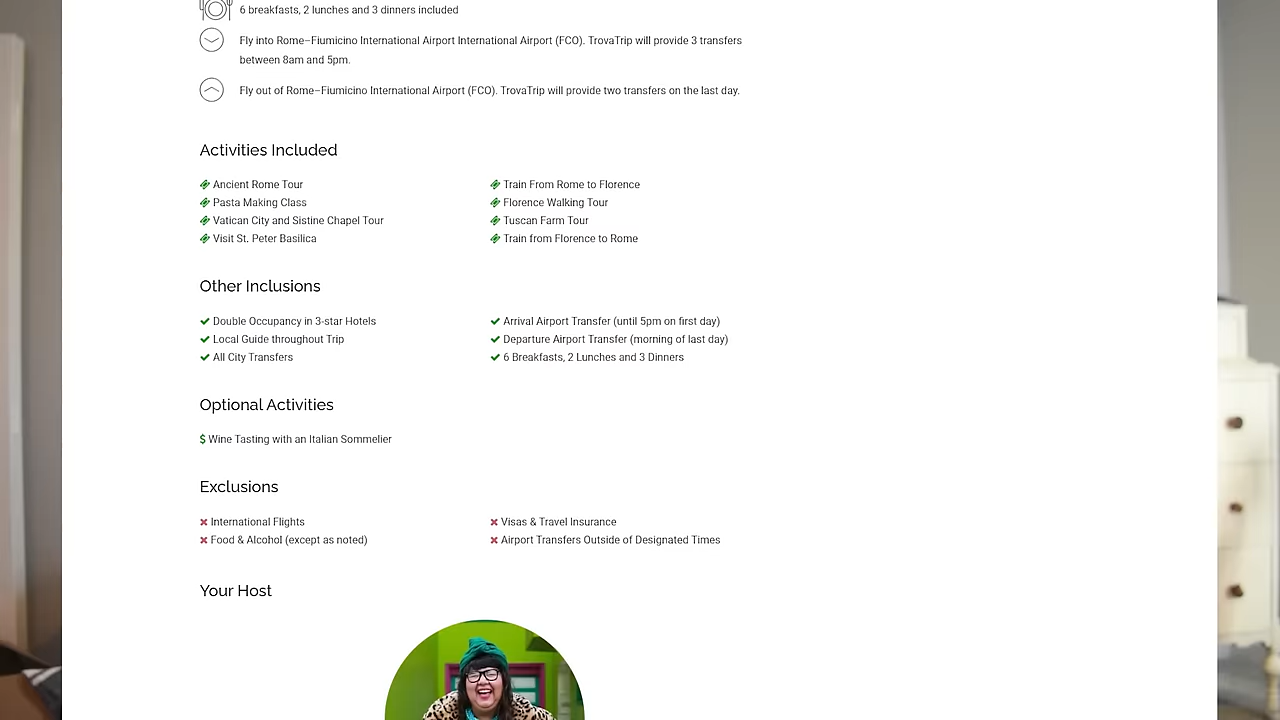 6 breakfasts, 2 lunches and 3 dinners included
Fly into Rome–Fiumicino International Airport International Airport (FCO). TrovaTrip will provide 3 transfers
between 8am and 5pm.
Fly out of Rome–Fiumicino International Airport (FCO). TrovaTrip will provide two transfers on the last day.
Activities Included
Ancient Rome Tour
Pasta Making Class
Vatican City and Sistine Chapel Tour
Visit St. Peter Basilica
Train From Rome to Florence
Florence Walking Tour
Tuscan Farm Tour
Train from Florence to Rome
Other Inclusions
Double Occupancy in 3-star Hotels
Local Guide throughout Trip
All City Transfers
Arrival Airport Transfer (until 5pm on first day)
Departure Airport Transfer (morning of last day)
6 Breakfasts, 2 Lunches and 3 Dinners
Optional Activities
$ Wine Tasting with an Italian Sommelier
Exclusions
International Flights
Food & Alcohol (except as noted)
Visas & Travel Insurance
Airport Transfers Outside of Designated Times
Your Host